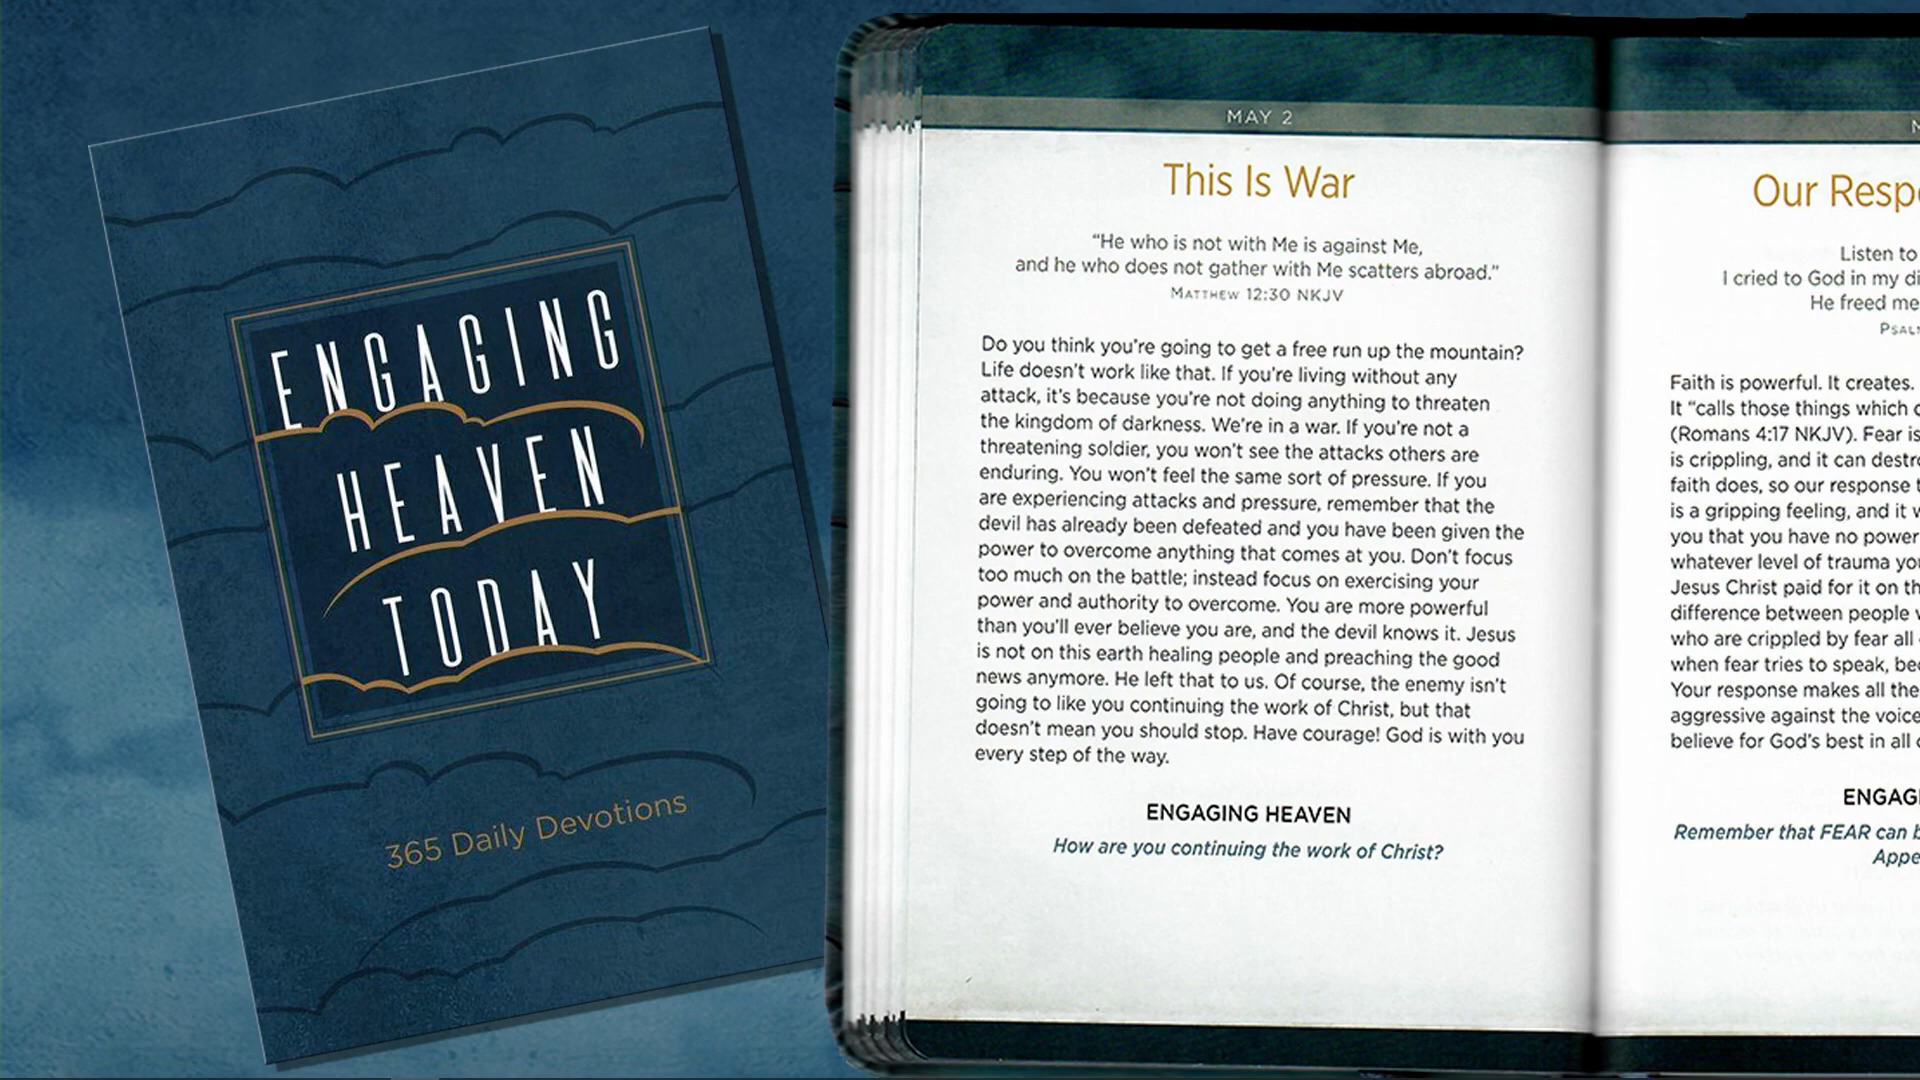 ENGAGING
HEAVEN
TODAY
365 Daily Devotions
MAY 2
This Is War
“He who is not with Me is against Me,
and he who does not gather with Me scatters abroad.”
MATTHEW 12:30 NKJV
Do you think you’re going to get a free run up the mountain?
Life doesn’t work like that. If you’re living without any
attack, it’s because you’re not doing anything to threaten
the kingdom of darkness. We’re in a war. If you’re not a
threatening soldier, you won’t see the attacks others are
enduring. You won’t feel the same sort of pressure. If you
are experiencing attacks and pressure, remember that the
devil has already been defeated and you have been given the
power to overcome anything that comes at you. Don’t focus
too much on the battle; instead focus on exercising your
power and authority to overcome. You are more powerful
than you’ll ever believe you are, and the devil knows it. Jesus
is not on this earth healing people and preaching the good
news anymore. He left that to us. Of course, the enemy isn’t
going to like you continuing the work of Christ, but that
doesn’t mean you should stop. Have courage! God is with you
every step of the way.
ENGAGING HEAVEN
How are you continuing the work of Christ?
Our
Listen to
I cried to God in my
He freed me
Faith is powerful. It creates.
It “calls those things which
(Romans 4:17 NKJV). Fear is
is crippling, and it can
faith does, so our response
is a gripping feeling, and it
you that you have no power
whatever level of trauma
Jesus Christ paid for it on
difference between people
who are crippled by fear all
when fear tries to speak,
Your response makes all the
aggressive against the
believe for God’s best in all
Remember that FEAR can